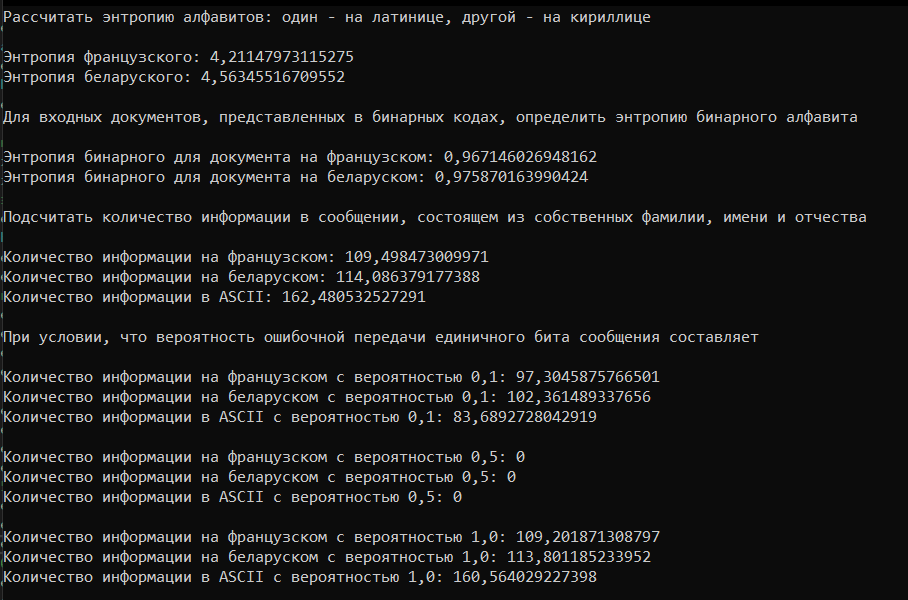 Рассчитать энтропию алфавитов: один - на латинице, другой - на кириллице
Энтропия французского: 4,21147973115275
Энтропия беларуского: 4,56345516709552
Для входных документов, представленных в бинарных кодах, определить энтропию бинарного алфавита
Энтропия бинарного для документа на французском: 0,967146026948162
Энтропия бинарного для документа на беларуском: 0,975870163990424
Подсчитать количество информации в сообщении, состоящем из собственных фамилии, имени и отчества
Количество информации на французском: 109,498473009971
Количество информации на беларуском: 114,086379177388
Количество информации в ASCII: 162,480532527291
При условии, что вероятность ошибочной передачи единичного бита сообщения составляет
Количество информации на французском с вероятностью 0,1: 97,3045875766501
Количество информации на беларуском с вероятностью 0,1: 102,361489337656
Количество информации в ASCII с вероятностью 0,1: 83,6892728042919
Количество информации на французском с вероятностью 0,5: 0
Количество информации на беларуском с вероятностью 0,5: 0
Количество информации в ASCII с вероятностью 0,5: 0
Количество информации на французском с вероятностью 1,0: 109,201871308797
Количество информации на беларуском с вероятностью 1,0: 113,801185233952
Количество информации в ASCII с вероятностью 1,0: 160,564029227398